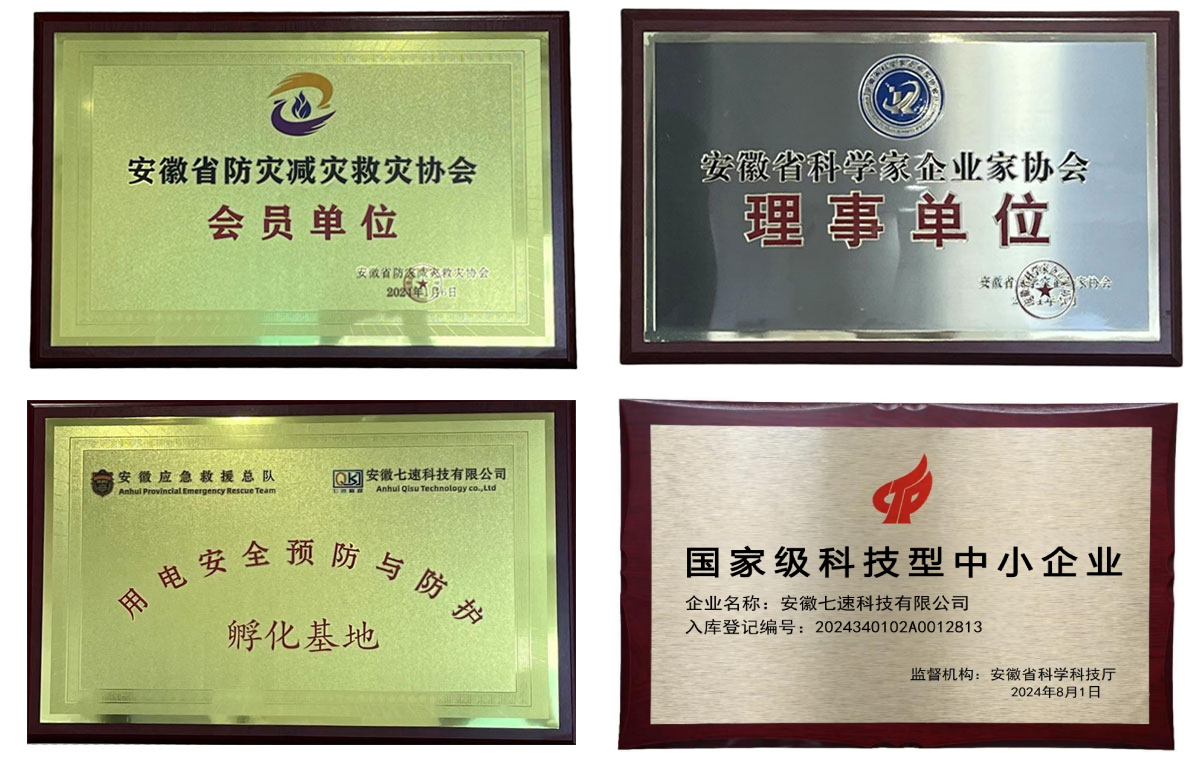 安徽省防灾减灾救灾协会
会员单位
安徽省防灾减灾救灾协会
安徽省科学家企业家协会
理事单位
安徽应急救援总队
Anhui Provincial Emergency Rescue Team
QKJ
安徽七速科技有限公司
Anhui Qisu Technology co.,Ltd
用电安全预防与防护
孵化基地
国家级科技型中小企业
企业名称：安徽七速科技有限公司
入库登记编号：2024340102A0012813
监督机构：安徽省科学科技厅
2024年8月1日